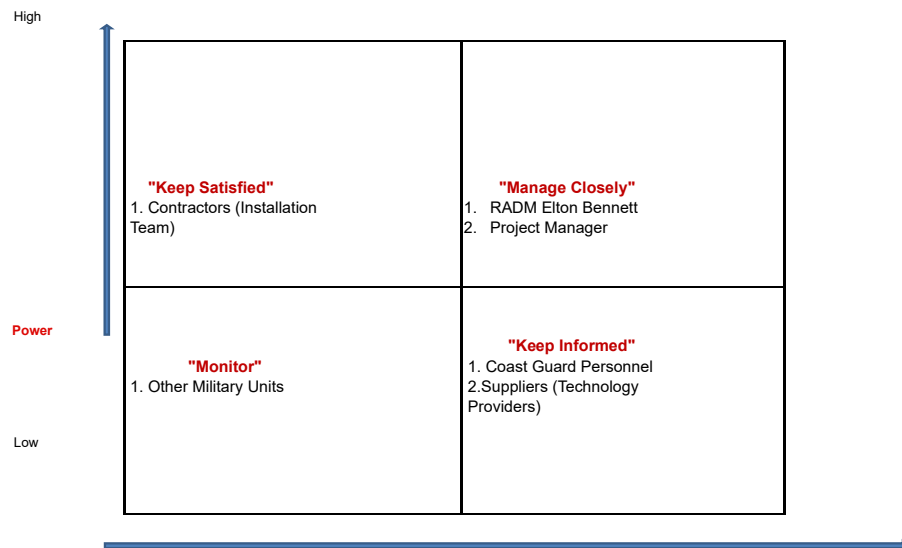 High
"Keep Satisfied"
1. Contractors (Installation
Team)
"Manage Closely"
1. RADM Elton Bennett
2. Project Manager
Power
"Monitor"
1. Other Military Units
"Keep Informed"
1. Coast Guard Personnel
2.Suppliers (Technology
Providers)
Low